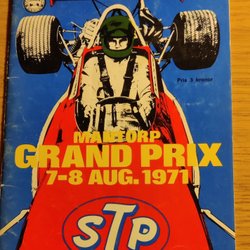 Pris 3 kronor
MANTORP
GRAND PRIX
7-8 AUG. 1971
STP